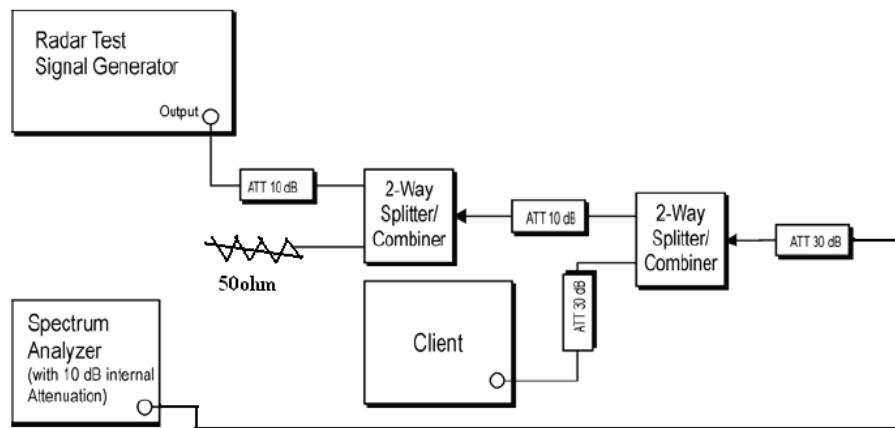 Radar Test
Signal Generator
Output
ATT 10 dB
2-Way
Splitter/
Combiner
ATT 10 dB
2-Way
Splitter/
Combiner
ATT 30 dB
50ohm
ATT 30 dB
Client
Spectrum
Analyzer
(with 10 dB internal
Attenuation)